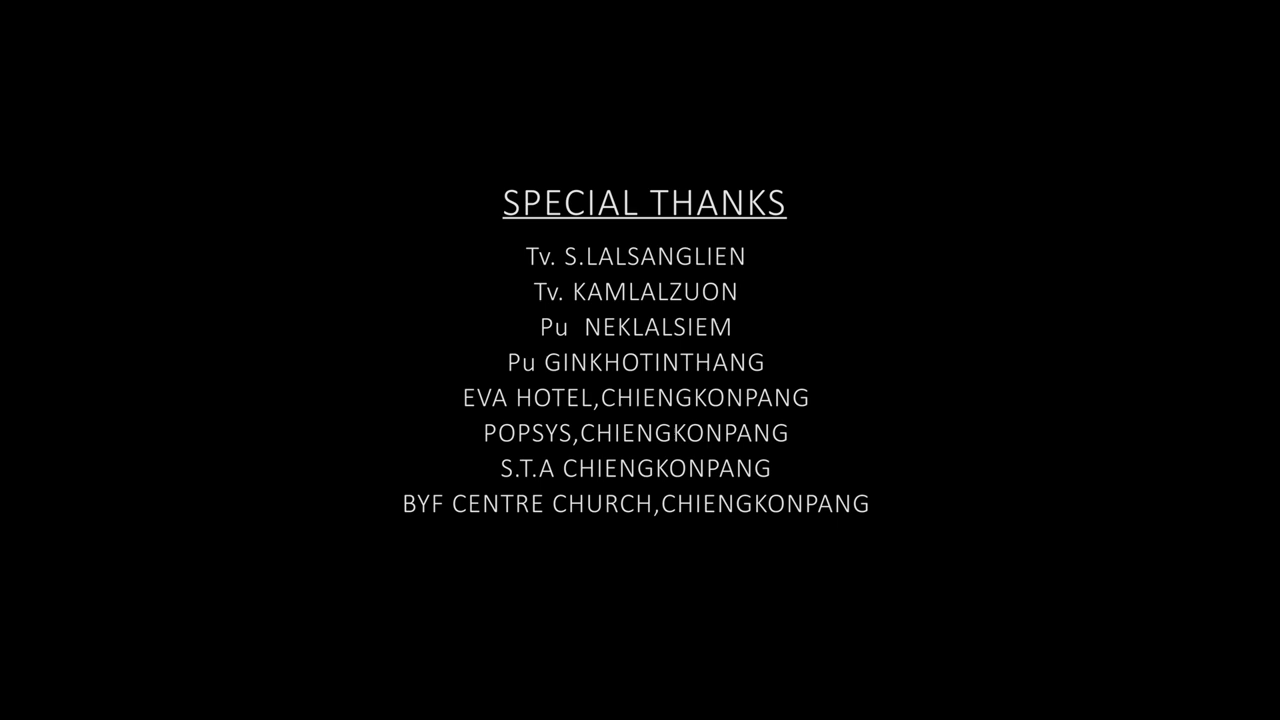 SPECIAL THANKS
Tv. S.LALSANGLIEN
Tv. KAMLALZUON
Pu  NEKLALSIEM
Pu GINKHOTINTHANG
EVA HOTEL,CHIENGKONPANG
POPSYS,CHIENGKONPANG
S.T.A CHIENGKONPANG
BYF CENTRE CHURCH,CHIENGKONPANG